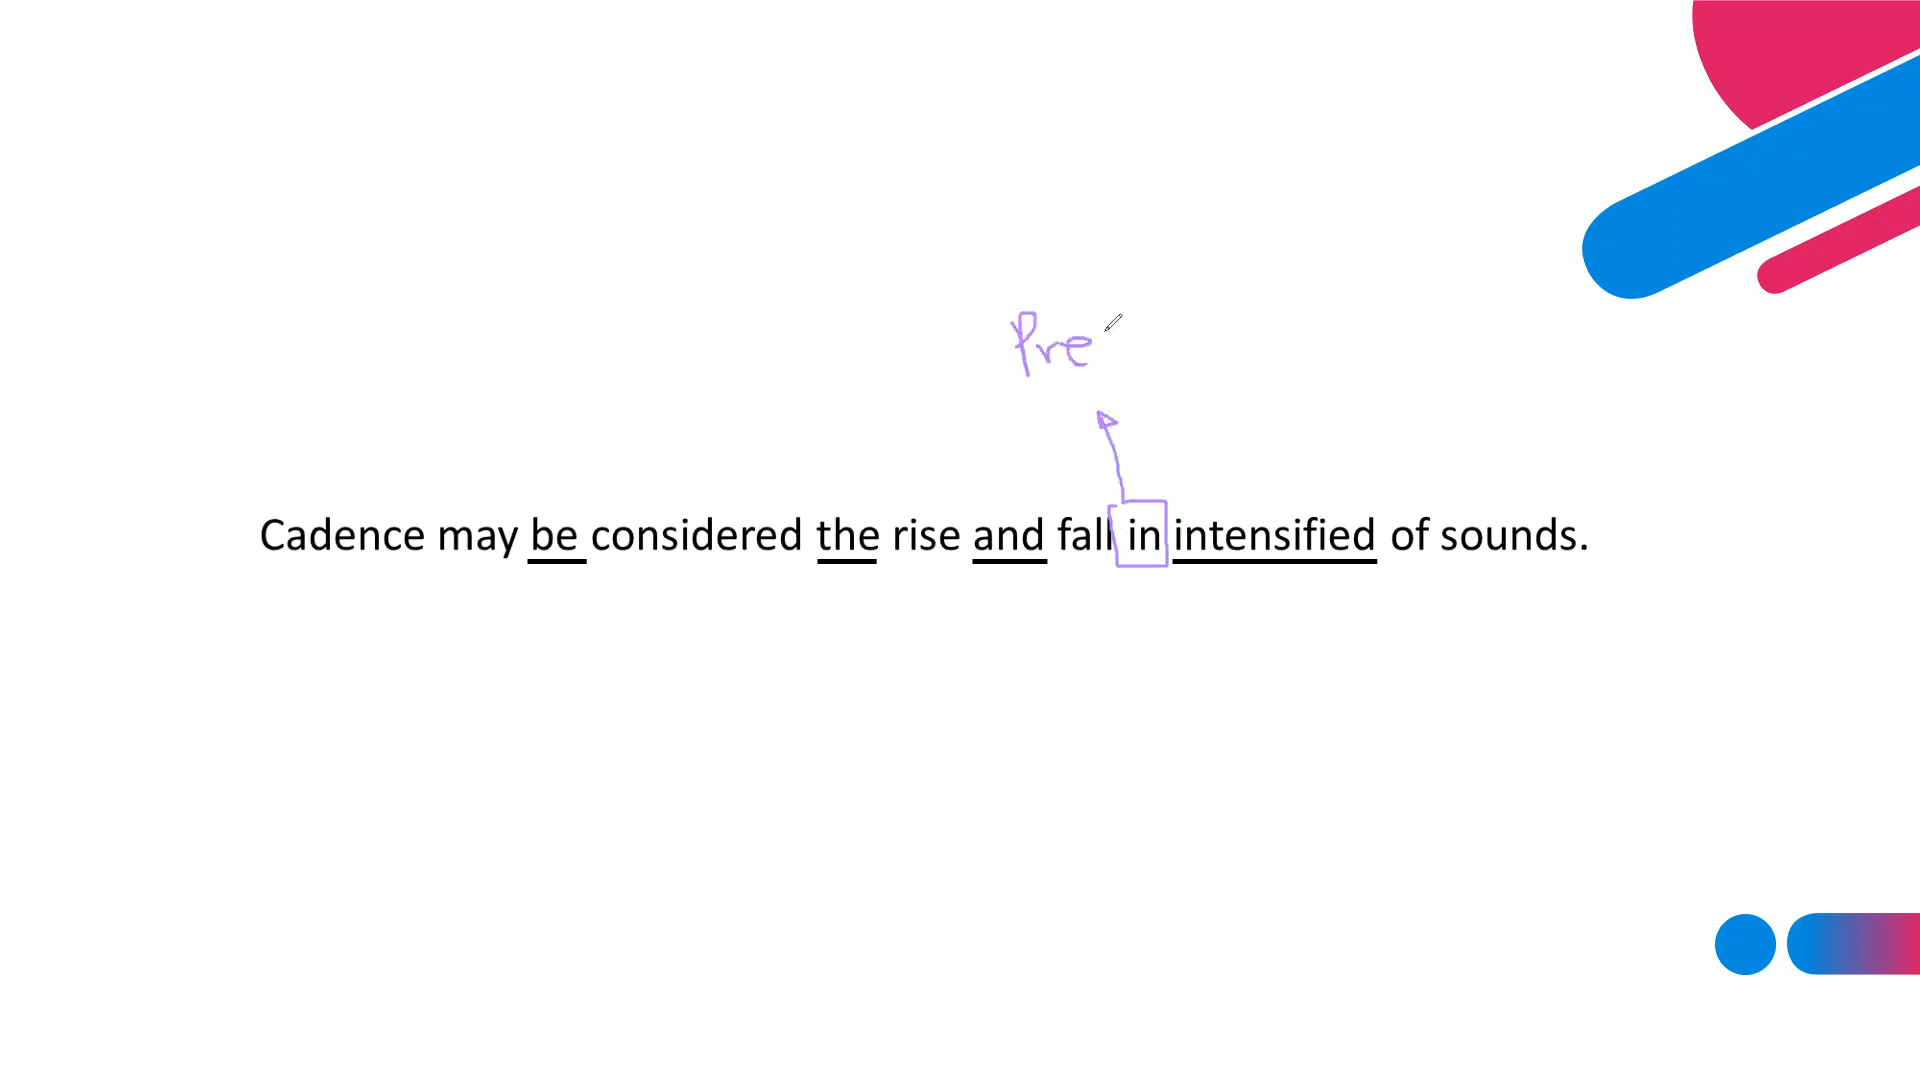 Pre
Cadence may be considered the rise and fall in intensified of sounds.